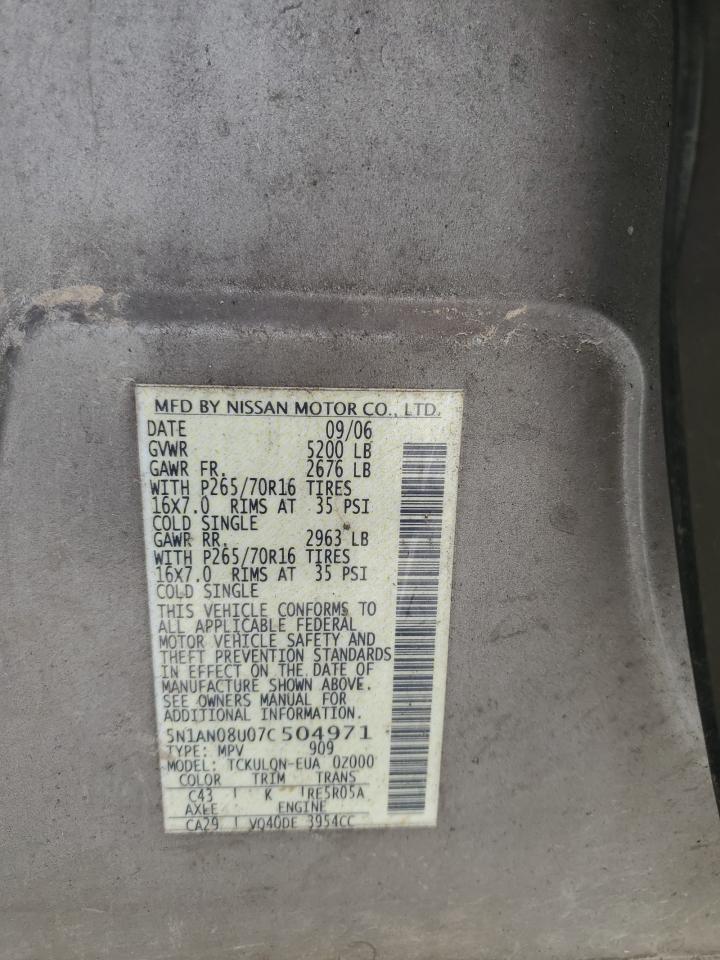 MFD BY NISSAN MOTOR CO., LTD.
DATE 09/06
GVWR 5200 LB
GAWR FR. 2676 LB
WITH P265/70R16 TIRES
16X7.0 RIMS AT 35 PSI
COLD SINGLE
GAWR RR. 2963 LB
WITH P265/70R16 TIRES
16X7.0 RIMS AT 35 PSI
COLD SINGLE
THIS VEHICLE CONFORMS TO
ALL APPLICABLE FEDERAL
MOTOR VEHICLE SAFETY AND
THEFT PREVENTION STANDARDS
IN EFFECT ON THE DATE OF
MANUFACTURE SHOWN ABOVE.
SEE OWNERS MANUAL FOR
ADDITIONAL INFORMATION.
5N1AN08U07C504971
TYPE: MPV 909
MODEL: TCKULQN-EUA 0Z000
COLOR TRIM TRANS
C43 K RE5R05A
AXLE ENGINE
CA29 VQ40DE 3954CC